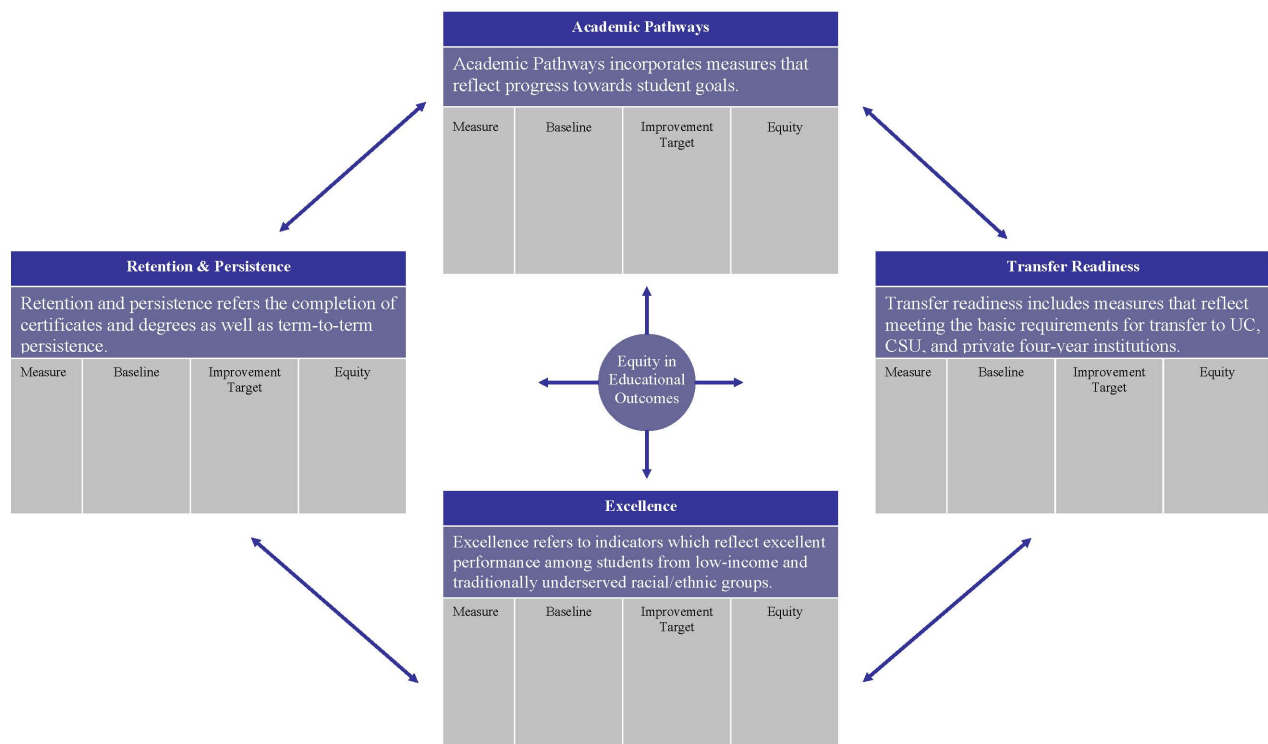 Academic Pathways
Academic Pathways incorporates measures that
reflect progress towards student goals.
Measure
Baseline
Improvement
Target
Equity
Retention & Persistence
Retention and persistence refers the completion of
certificates and degrees as well as term-to-term
persistence.
Measure
Baseline
Improvement
Target
Equity
Equity in
Educational
Outcomes
Transfer Readiness
Transfer readiness includes measures that reflect
meeting the basic requirements for transfer to UC,
CSU, and private four-year institutions.
Measure
Baseline
Improvement
Target
Equity
Excellence
Excellence refers to indicators which reflect excellent
performance among students from low-income and
traditionally underserved racial/ethnic groups.
Measure
Baseline
Improvement
Target
Equity